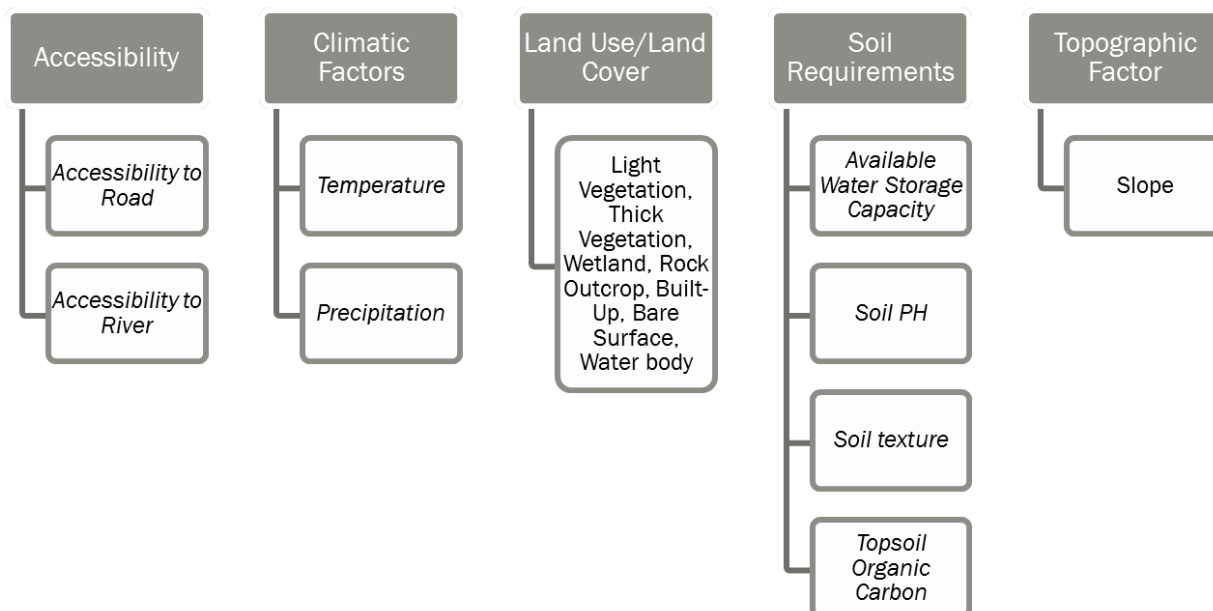 Accessibility
Accessibility to
Road
Accessibility to
River
Climatic
Factors
Temperature
Precipitation
Land Use/Land
Cover
Light
Vegetation,
Thick
Vegetation,
Wetland, Rock
Outcrop, Built-
Up, Bare
Surface,
Water body
Soil
Requirements
Available
Water Storage
Capacity
Soil PH
Soil texture
Topsoil
Organic
Carbon
Topographic
Factor
Slope